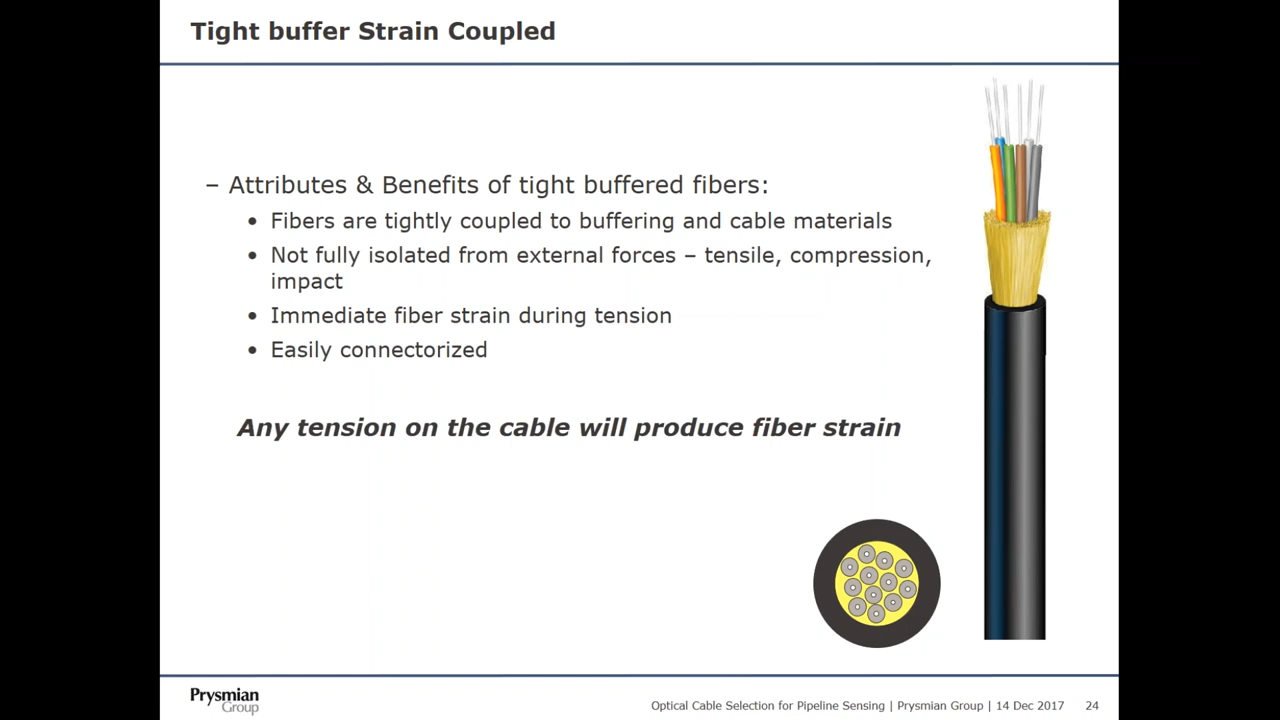 Tight buffer Strain Coupled
– Attributes & Benefits of tight buffered fibers:
• Fibers are tightly coupled to buffering and cable materials
• Not fully isolated from external forces – tensile, compression,
impact
• Immediate fiber strain during tension
• Easily connectorized
Any tension on the cable will produce fiber strain
Prysmian
Group
Optical Cable Selection for Pipeline Sensing | Prysmian Group | 14 Dec 2017 24